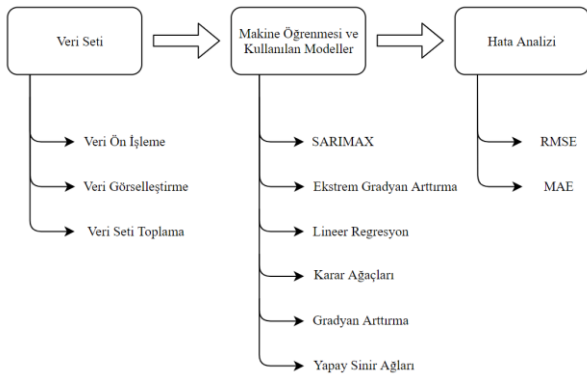 Veri Seti
Makine Öğrenmesi ve
Kullanılan Modeller
Hata Analizi
Veri Ön İşleme
Veri Görselleştirme
Veri Seti Toplama
SARIMAX
Ekstrem Gradyan Arttırma
Lineer Regresyon
Karar Ağaçları
Gradyan Arttırma
Yapay Sinir Ağları
RMSE
MAE